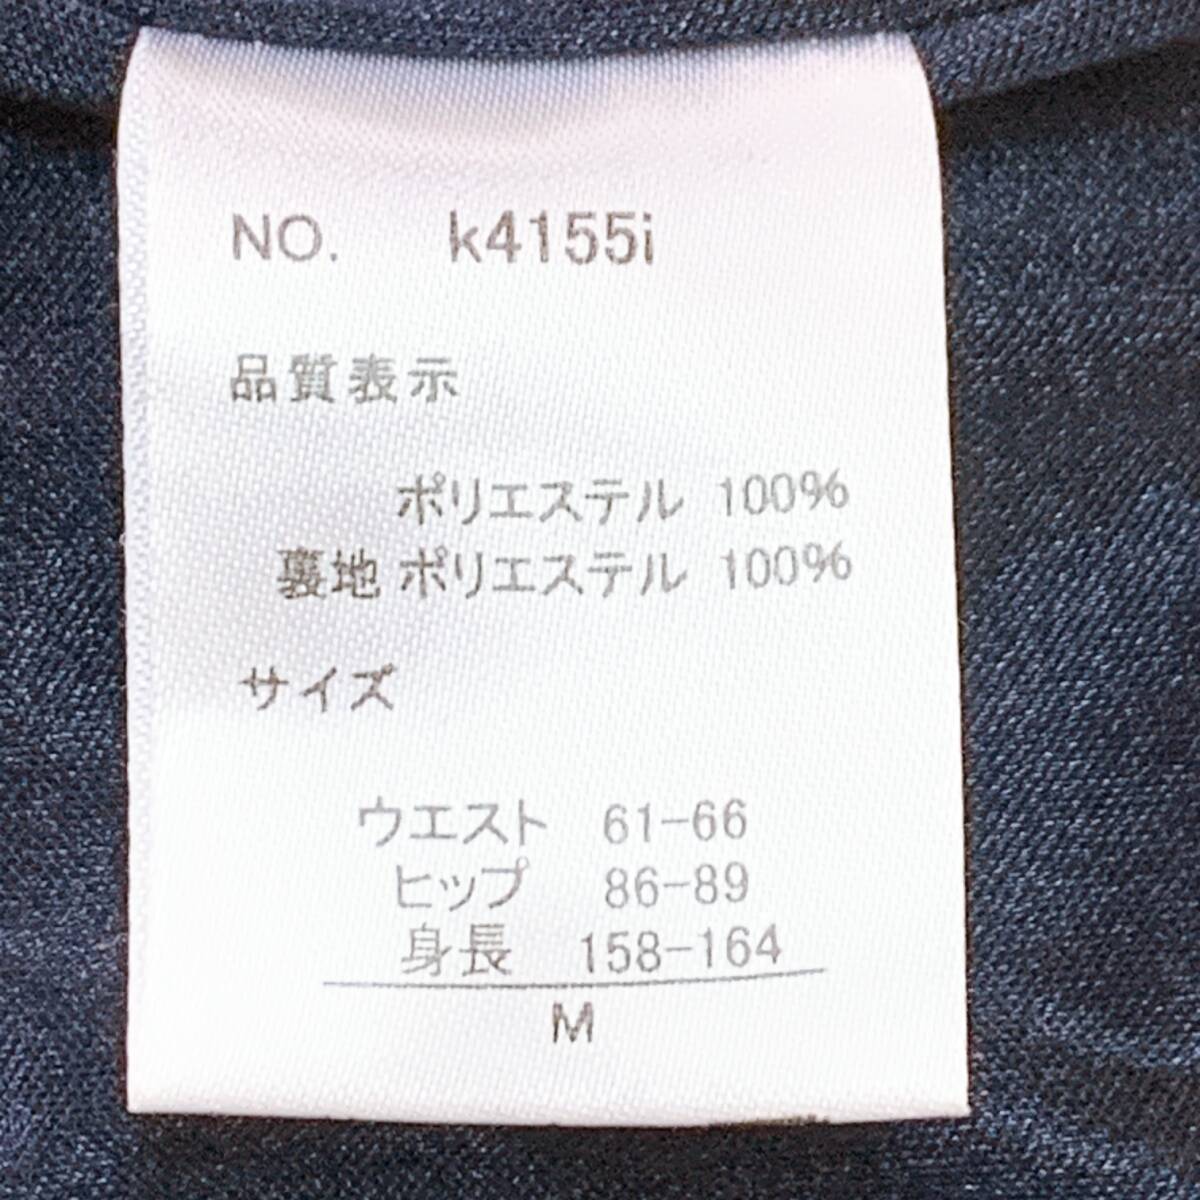 NO. k4155i
品質表示
ポリエステル 100%
裏地 ポリエステル 100%
サイズ
ウエスト 61-66
ヒップ 86-89
身長 158-164
M